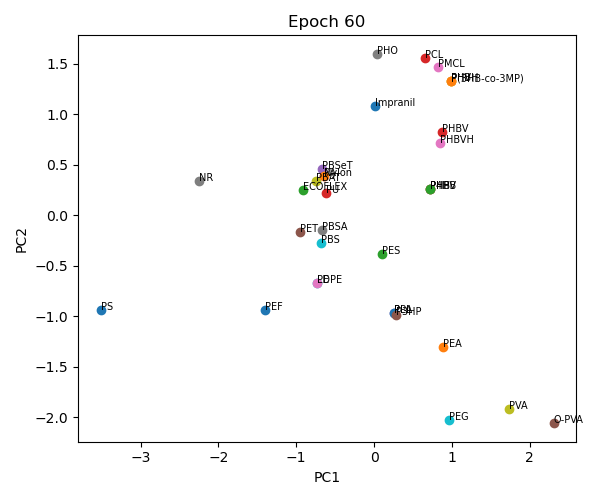 Epoch 60
PHO
PCL
PMCL
P(3HB-co-3MP)
Impranil
PHBV
PHBVH
PBSeT
NR
ECOFLEX
PET
PBSA
PBS
PES
PS
PEF
PEA
PVA
PEG
O-PVA
1.5
1.0
0.5
0.0
−0.5
−1.0
−1.5
−2.0
PC2
−3
−2
−1
0
1
2
PC1